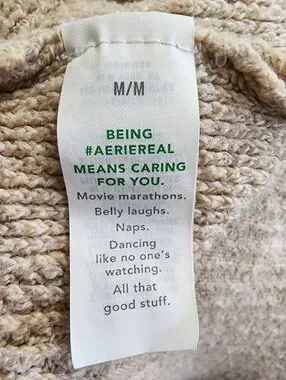 M/M
BEING
#AERIEREAL
MEANS CARING
FOR YOU.
Movie marathons.
Belly laughs.
Naps.
Dancing
like no one's
watching.
All that
good stuff.